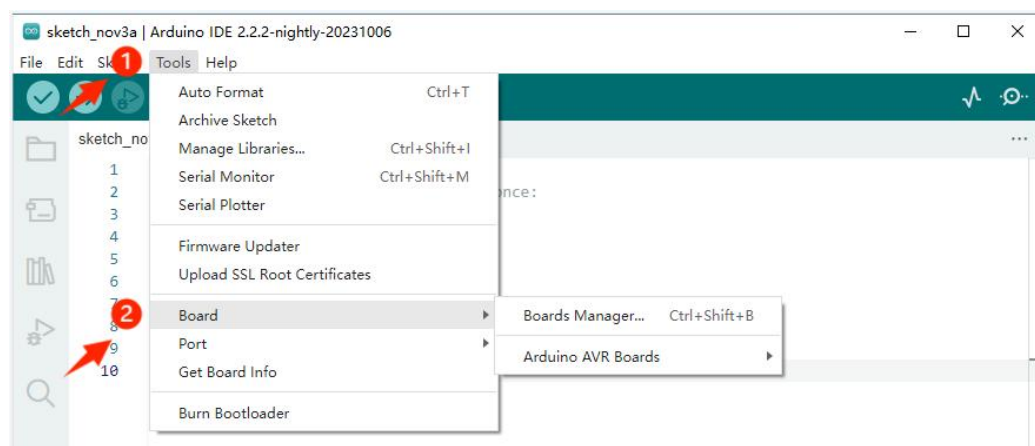 sketch_nov3a | Arduino IDE 2.2.2-nightly-20231006
File Edit Sk 1 Tools Help
Auto Format Ctrl+T
Archive Sketch
sketch_no
Manage Libraries... Ctrl+Shift+I
1
Serial Monitor Ctrl+Shift+M
2
once:
Serial Plotter
3
4
Firmware Updater
5
Upload SSL Root Certificates
6
7
2
Board
Boards Manager... Ctrl+Shift+B
8
Port
9
Arduino AVR Boards
Get Board Info
10
Burn Bootloader